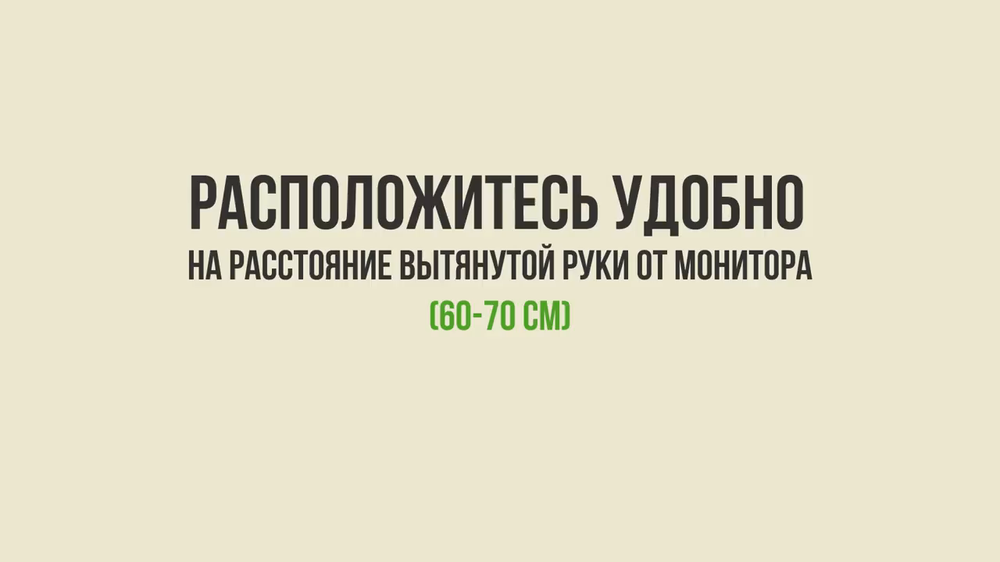 РАСПОЛОЖИТЕСЬ УДОБНО
НА РАССТОЯНИЕ ВЫТЯНУТОЙ РУКИ ОТ МОНИТОРА
(60-70 СМ)